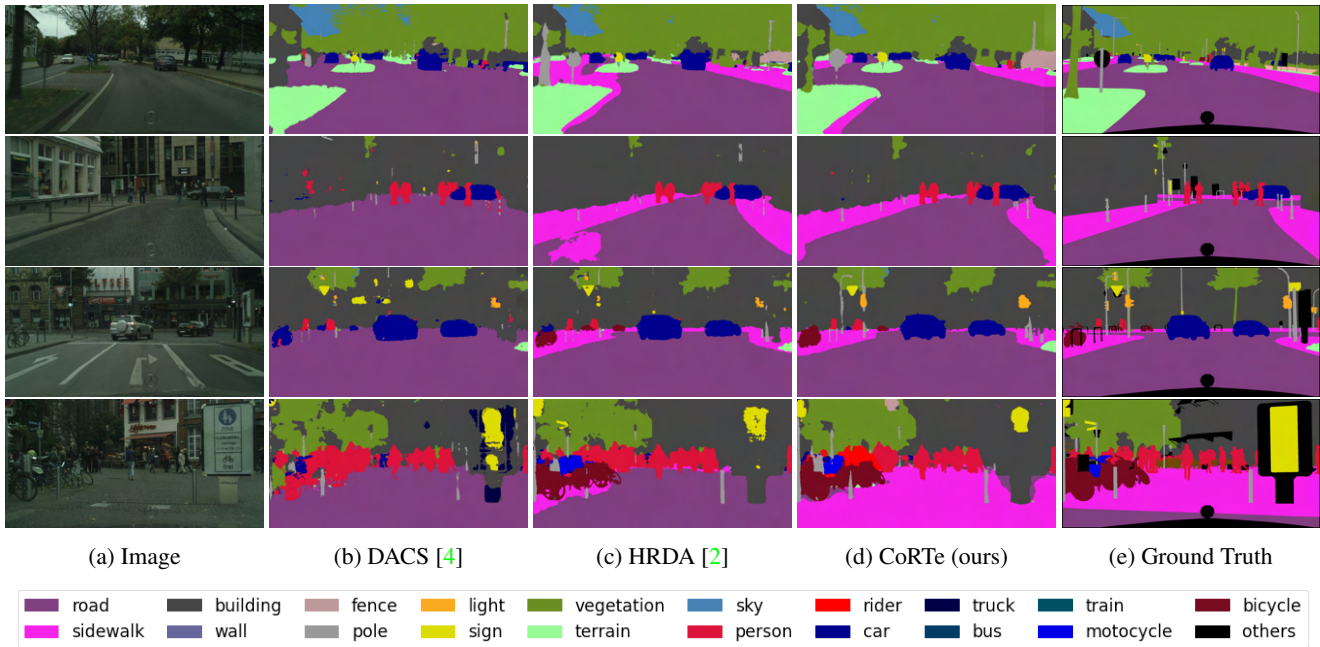 (a) Image (b) DACS [4] (c) HRDA [2] (d) CoRTe (ours) (e) Ground Truth
road building fence light vegetation sky rider truck train bicycle
sidewalk wall pole sign terrain person car bus motocycle others